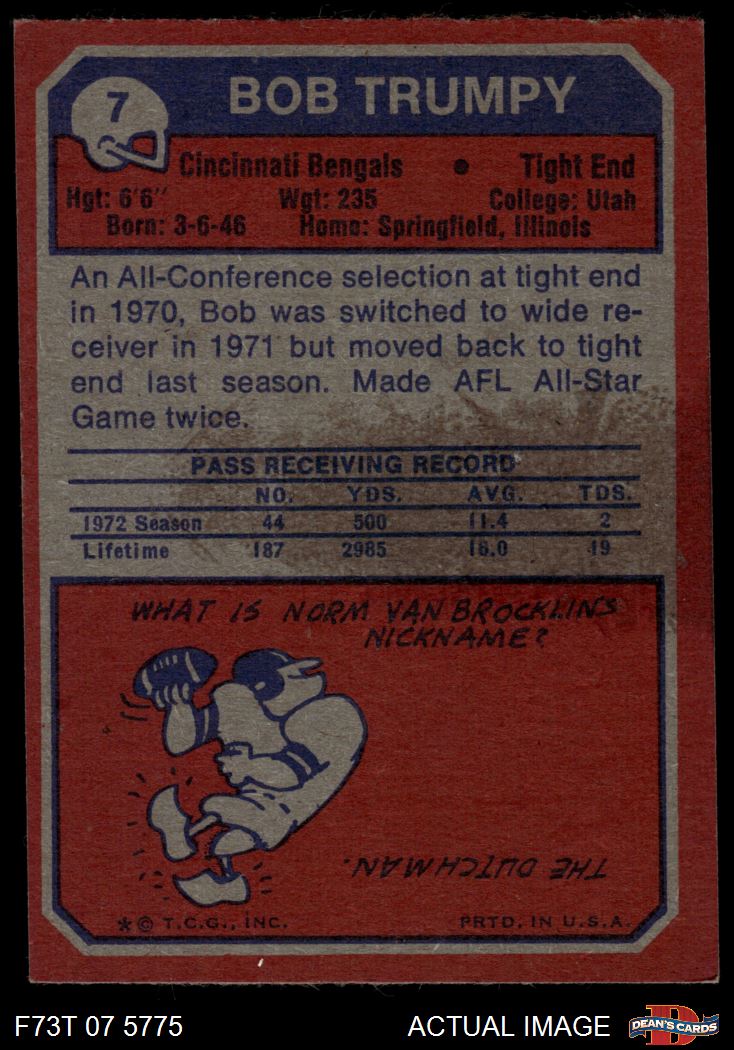 7
BOB TRUMPY
Cincinnati Bengals • Tight End
Hgt: 6'6" Wgt: 235 College: Utah
Born: 3-6-46 Home: Springfield, Illinois
An All-Conference selection at tight end
in 1970, Bob was switched to wide re-
ceiver in 1971 but moved back to tight
end last season. Made AFL All-Star
Game twice.
PASS RECEIVING RECORD
NO. YDS. AVG. TDS.
1972 Season 44 500 11.4 2
Lifetime 187 2985 16.0 19
WHAT IS NORM VAN BROCKLIN'S
NICKNAME?
THE DUTCHMAN.
*© T.C.G., INC. PRTD. IN U.S.A.
F73T 07 5775 ACTUAL IMAGE
D
DEAN'S CARDS